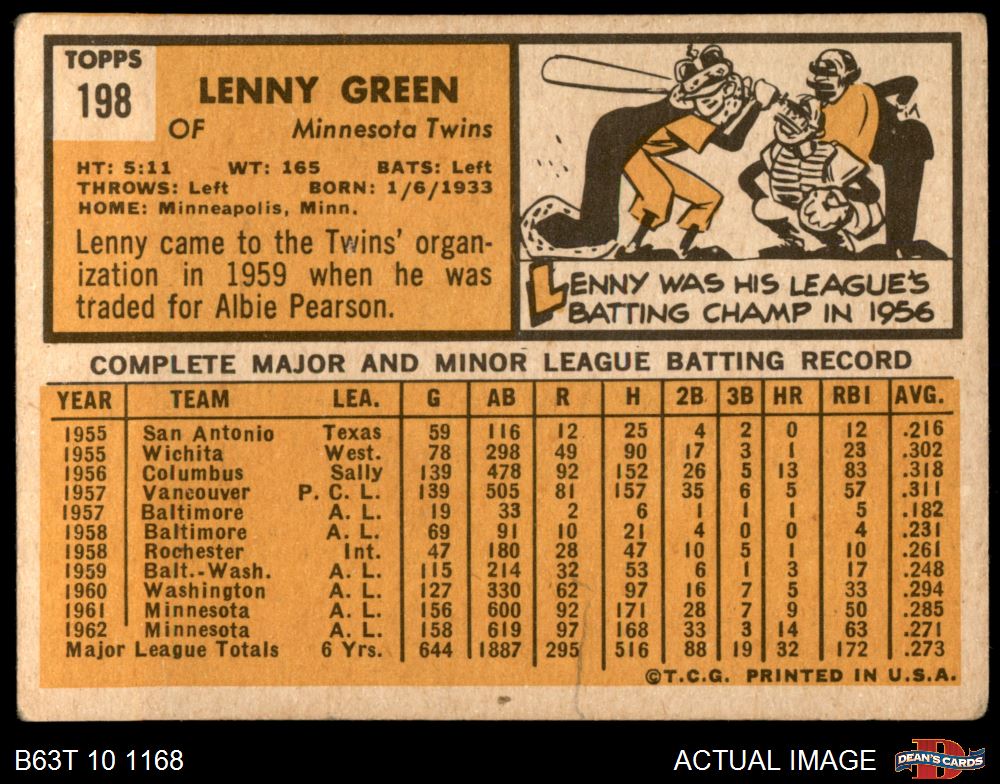 TOPPS
198
LENNY GREEN
OF Minnesota Twins
HT: 5:11 WT: 165 BATS: Left
THROWS: Left BORN: 1/6/1933
HOME: Minneapolis, Minn.
Lenny came to the Twins' organ-
ization in 1959 when he was
traded for Albie Pearson.
LENNY WAS HIS LEAGUE'S
BATTING CHAMP IN 1956
COMPLETE MAJOR AND MINOR LEAGUE BATTING RECORD
YEAR TEAM LEA. G AB R H 2B 3B HR RBI AVG.
1955 San Antonio Texas 59 116 12 25 4 2 0 12 .216
1955 Wichita West. 78 298 49 90 17 3 1 23 .302
1956 Columbus Sally 139 478 92 152 26 5 13 83 .318
1957 Vancouver P. C. L. 139 505 81 157 35 6 5 57 .311
1957 Baltimore A. L. 19 33 2 6 1 1 1 5 .182
1958 Baltimore A. L. 69 91 10 21 4 0 0 4 .231
1958 Rochester Int. 47 180 28 47 10 5 1 10 .261
1959 Balt.-Wash. A. L. 115 214 32 53 6 1 3 17 .248
1960 Washington A. L. 127 330 62 97 16 7 5 33 .294
1961 Minnesota A. L. 156 600 92 171 28 7 9 50 .285
1962 Minnesota A. L. 158 619 97 168 33 3 14 63 .271
Major League Totals 6 Yrs. 644 1887 295 516 88 19 32 172 .273
©T.C.G. PRINTED IN U.S.A.
B63T 10 1168 ACTUAL IMAGE DEAN'S CARDS